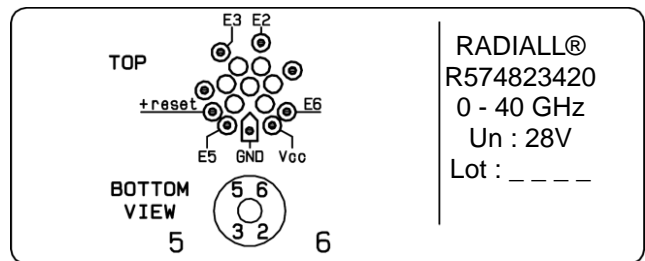 E3 E2
TOP
+reset
E6
E5 GND Vcc
BOTTOM
VIEW
5 6
3 2
5 6
RADIALL®
R574823420
0 - 40 GHz
Un : 28V
Lot : _ _ _ _